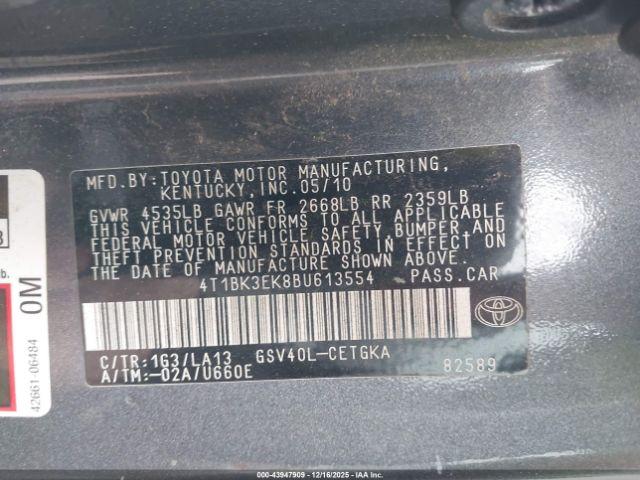 MFD.BY:TOYOTA MOTOR MANUFACTURING,
KENTUCKY, INC. 05/10
GVWR 4535LB GAWR FR 2668LB RR 2359LB
THIS VEHICLE CONFORMS TO ALL APPLICABLE
FEDERAL MOTOR VEHICLE SAFETY, BUMPER AND
THEFT PREVENTION STANDARDS IN EFFECT ON
THE DATE OF MANUFACTURE SHOWN ABOVE.
4T1BK3EK8BU613554 PASS.CAR
C/TR:1G3/LA13 GSV40L-CETGKA
A/TM:-02A/U660E 82589
0M
42661-06484
000-43947909 - 12/16/2025 - IAA Inc.